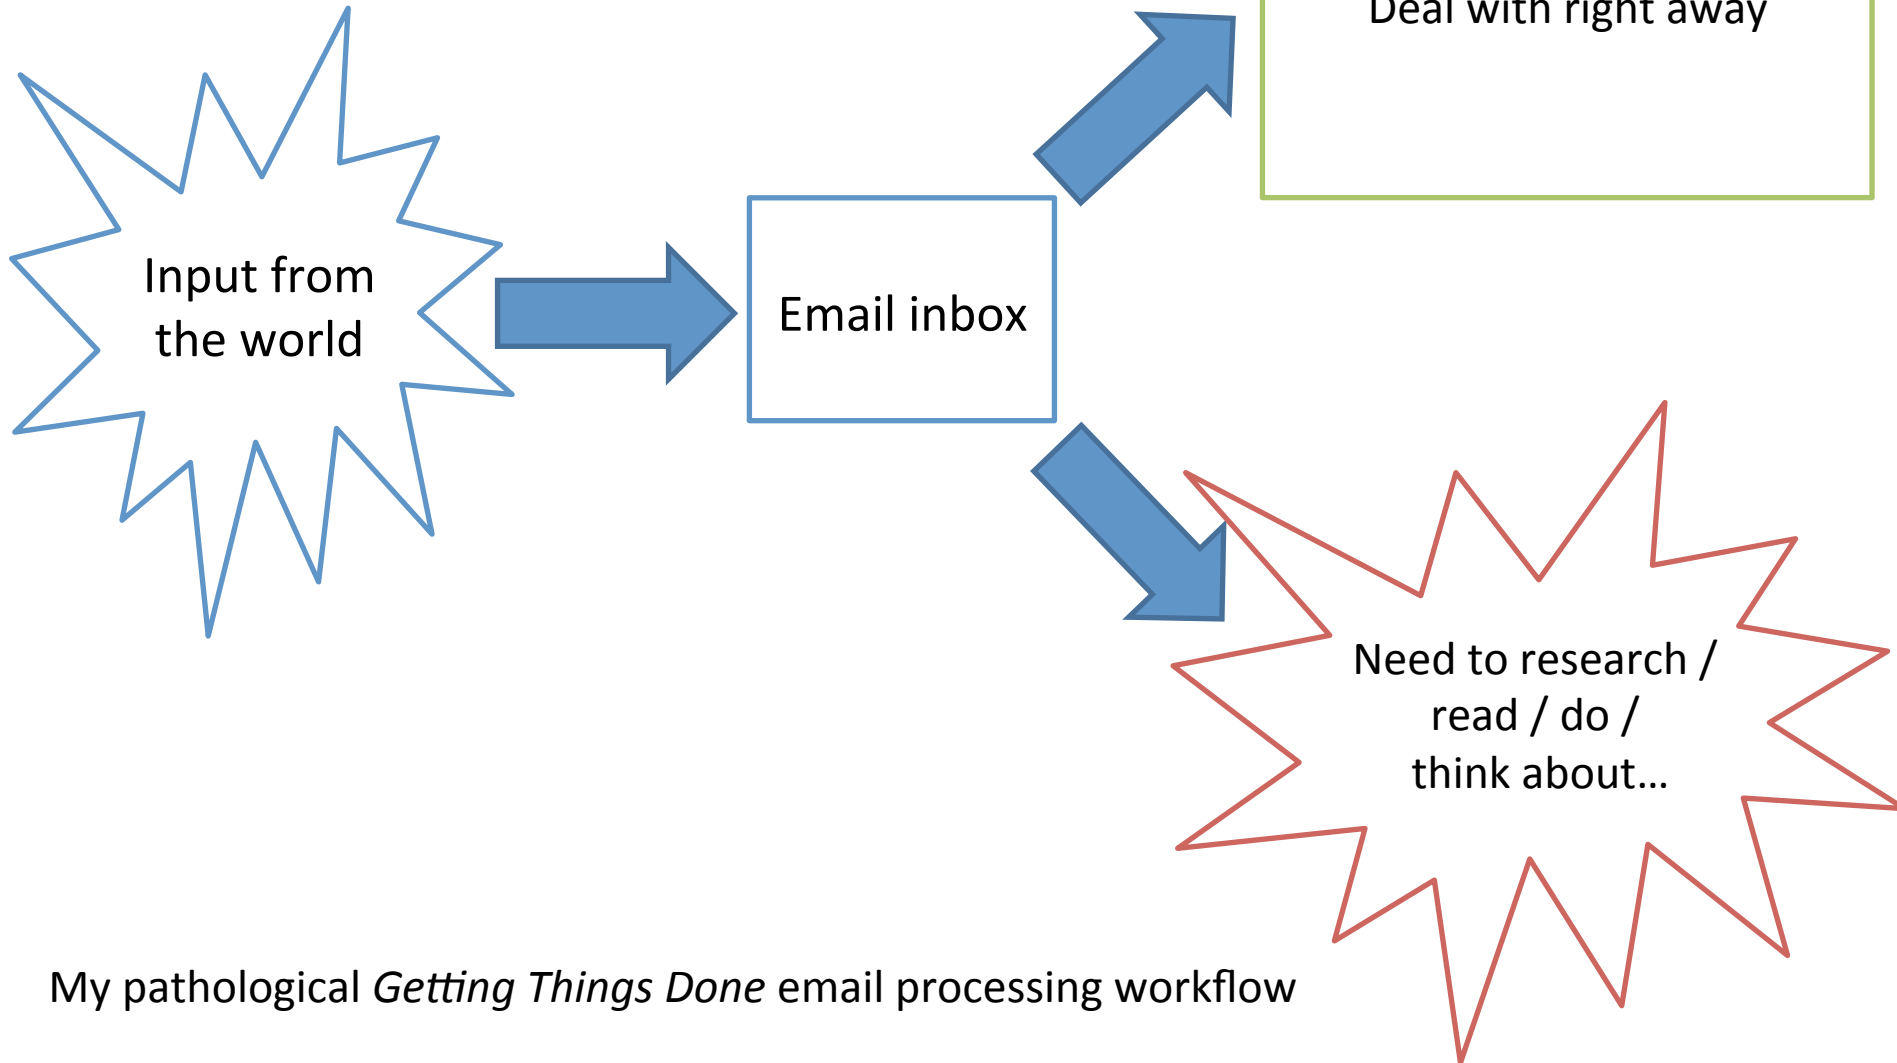 Deal with right away
Input from
the world
Email inbox
Need to research /
read / do /
think about…
My pathological Getting Things Done email processing workflow